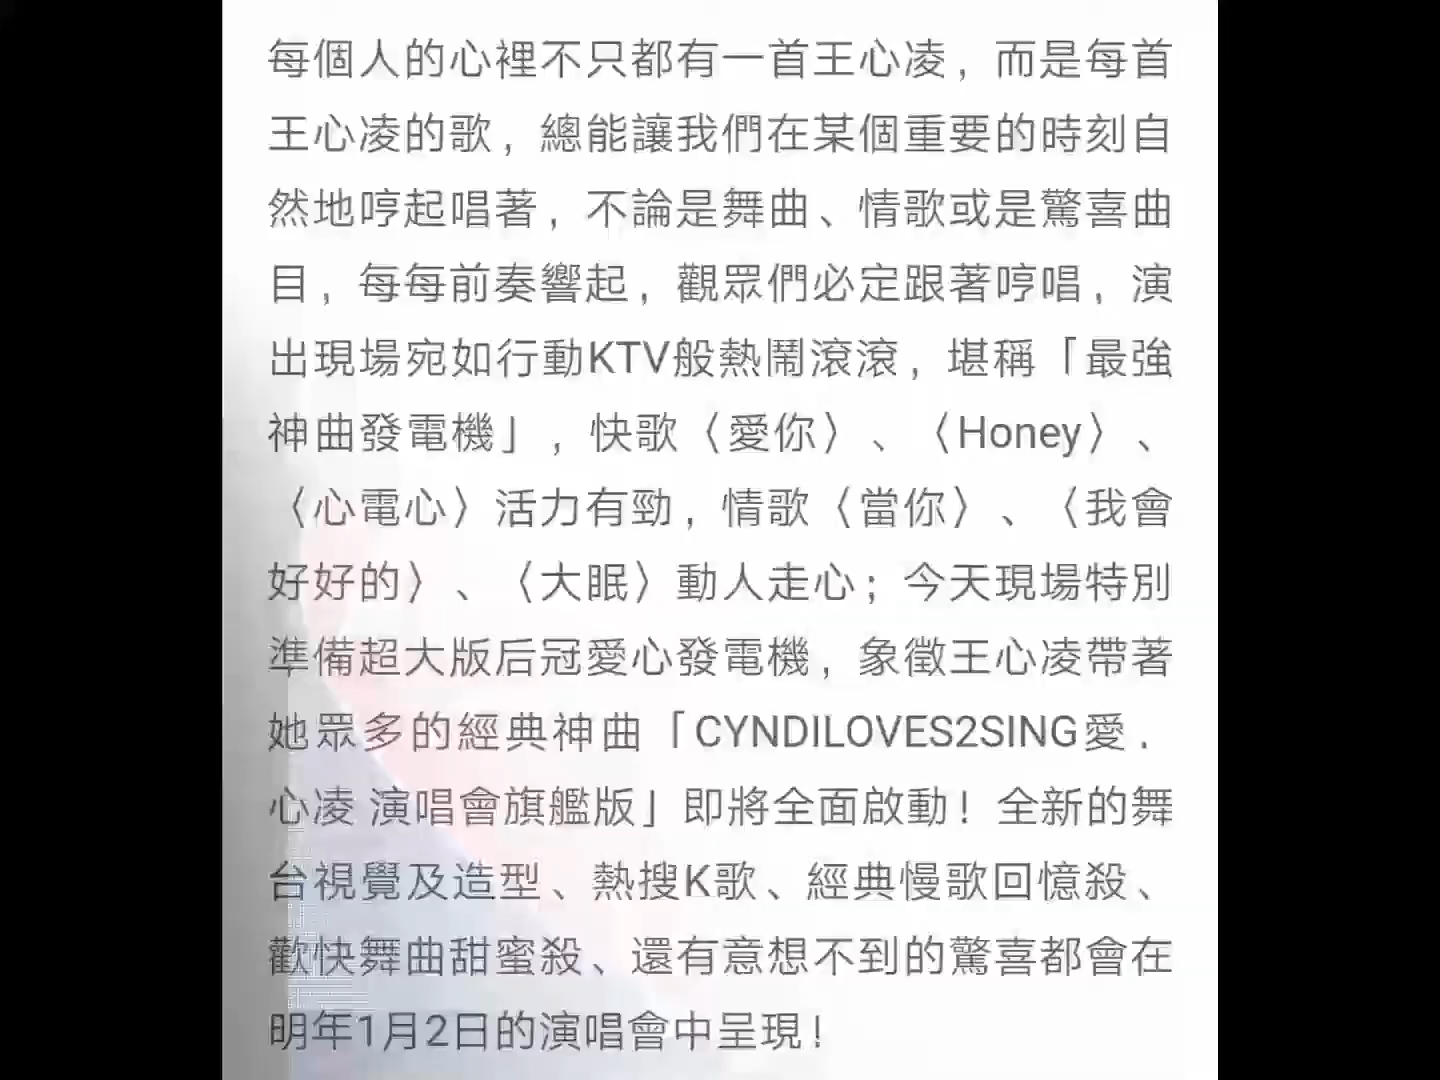 每個人的心裡不只都有一首王心凌，而是每首
王心凌的歌，總能讓我們在某個重要的時刻自
然地哼起唱著，不論是舞曲、情歌或是驚喜曲
目，每每前奏響起，觀眾們必定跟著哼唱，演
出現場宛如行動KTV般熱鬧滾滾，堪稱「最強
神曲發電機」，快歌〈愛你〉、〈Honey〉、
〈心電心〉活力有勁，情歌〈當你〉、〈我會
好好的〉、〈大眠〉動人走心；今天現場特別
準備超大版后冠愛心發電機，象徵王心凌帶著
她眾多的經典神曲「CYNDILOVES2SING愛．
心凌 演唱會旗艦版」即將全面啟動！全新的舞
台視覺及造型、熱搜K歌、經典慢歌回憶殺、
歡快舞曲甜蜜殺、還有意想不到的驚喜都會在
明年1月2日的演唱會中呈現！